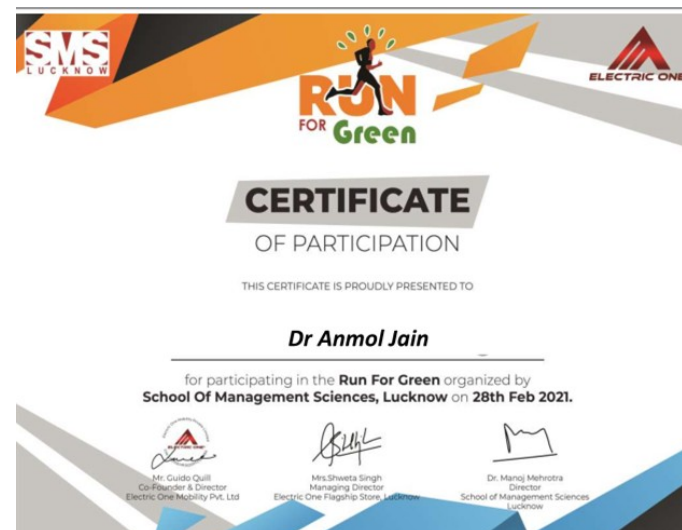 SMS
LUCKNOW
RUN
FOR Green
ELECTRIC ONE
CERTIFICATE
OF PARTICIPATION
THIS CERTIFICATE IS PROUDLY PRESENTED TO
Dr Anmol Jain
for participating in the Run For Green organized by
School Of Management Sciences, Lucknow on 28th Feb 2021.
ELECTRIC ONE
Mr. Guido Quill
Co-Founder & Director
Electric One Mobility Pvt. Ltd
Mrs.Shweta Singh
Managing Director
Electric One Flagship Store, Lucknow
Dr. Manoj Mehrotra
Director
School of Management Sciences
Lucknow